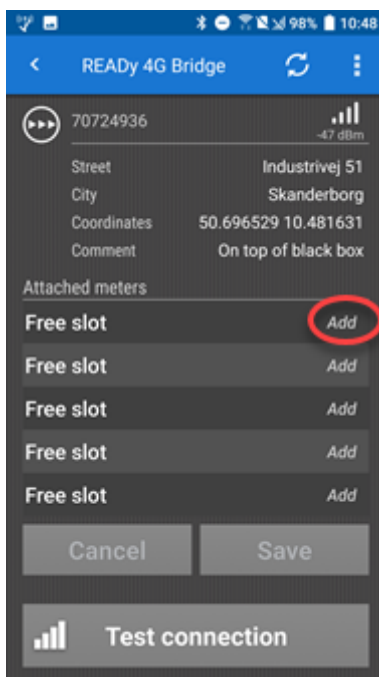 98% 10:48
READy 4G Bridge
70724936
-47 dBm
Street Industrivej 51
City Skanderborg
Coordinates 50.696529 10.481631
Comment On top of black box
Attached meters
Free slot Add
Free slot Add
Free slot Add
Free slot Add
Free slot Add
Cancel Save
Test connection